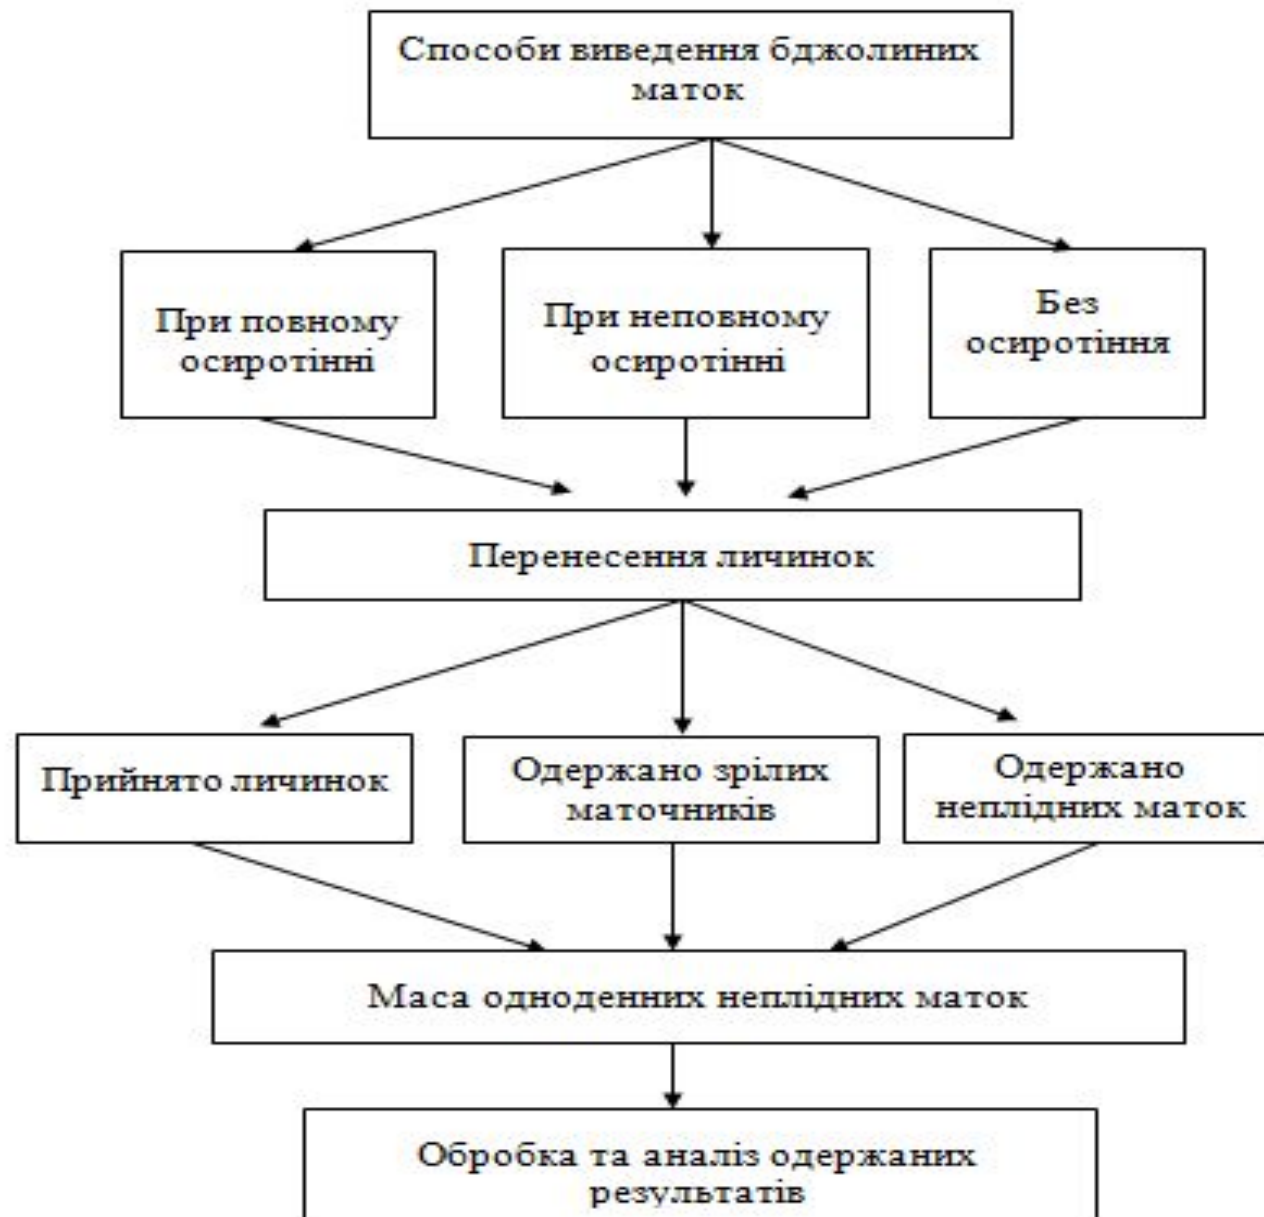 Способи виведення бджолиних
маток
При повному
осиротінні
При неповному
осиротінні
Без
осиротіння
Перенесення личинок
Прийнято личинок
Одержано зрілих
маточників
Одержано
неплідних маток
Маса одноденних неплідних маток
Обробка та аналіз одержаних
результатів